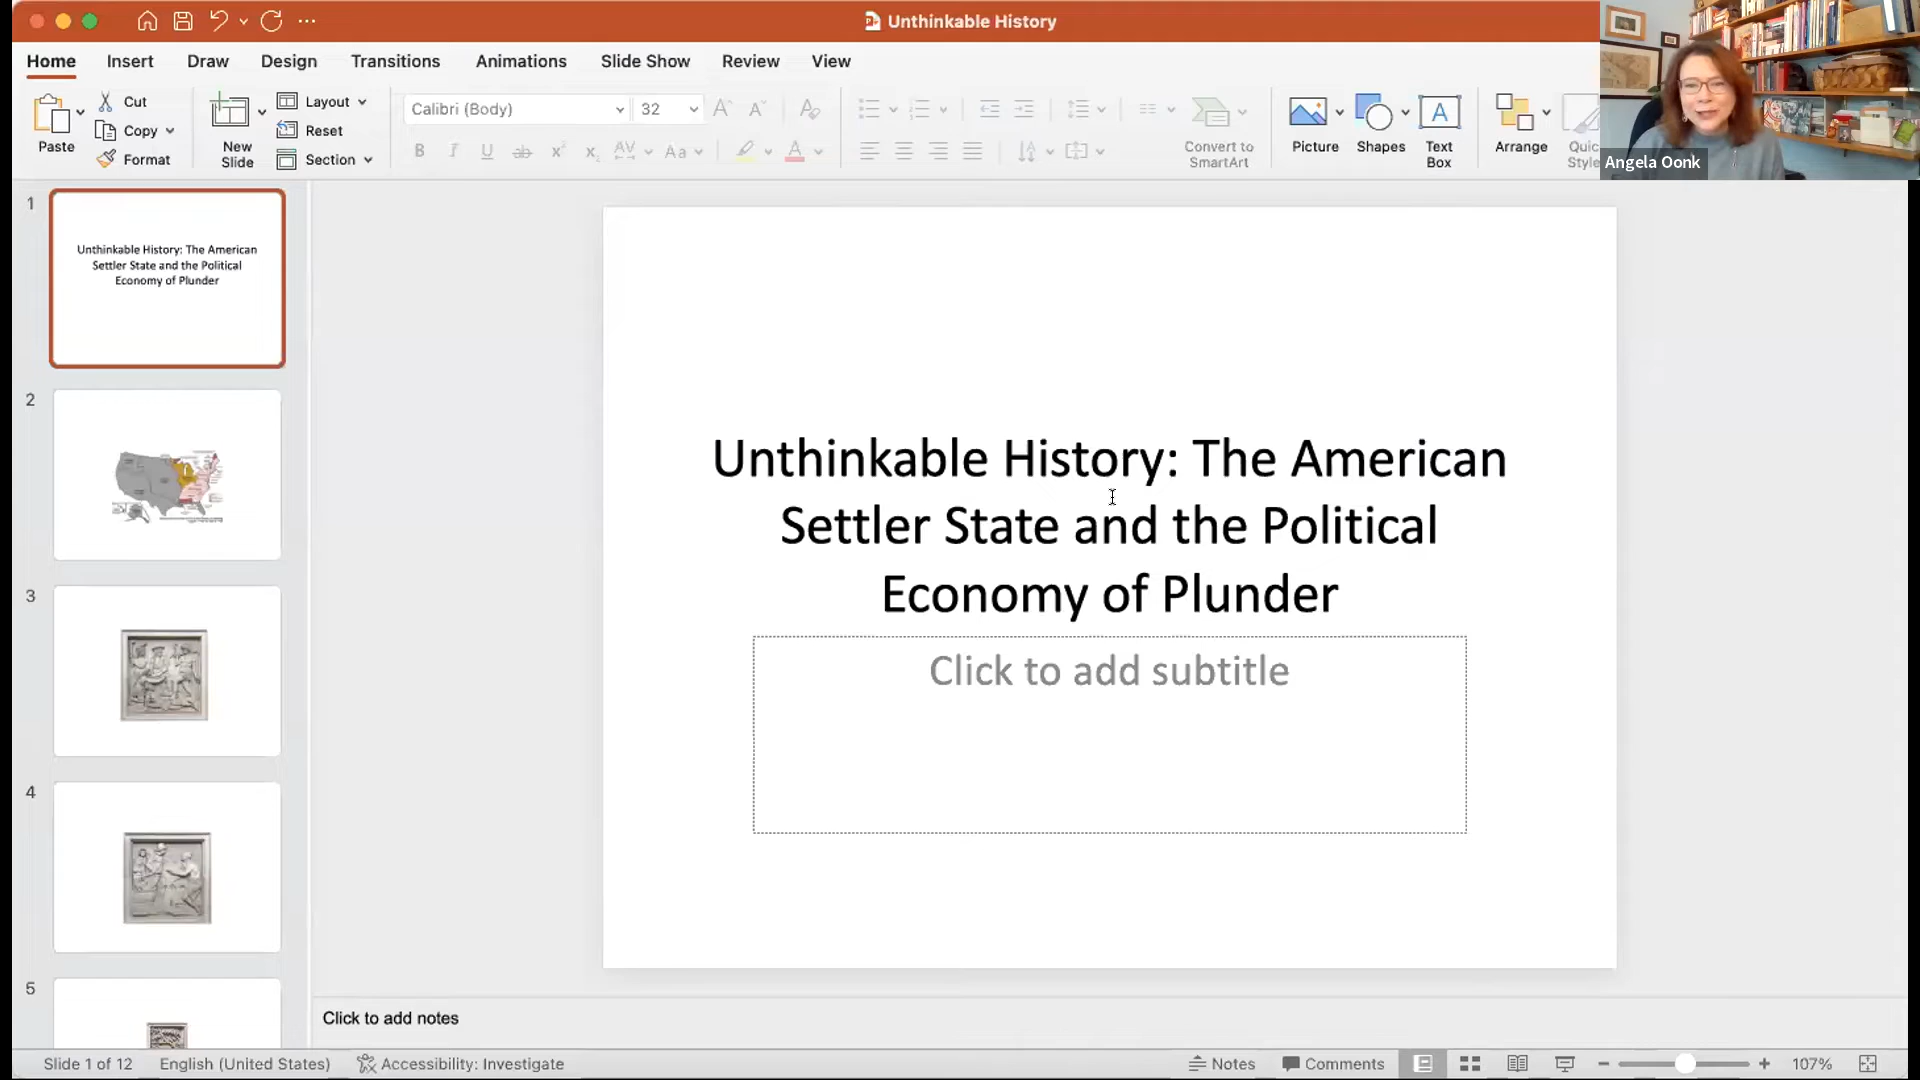 Unthinkable History
Home Insert Draw Design Transitions Animations Slide Show Review View
Paste
Cut
Copy
Format
New
Slide
Layout
Reset
Section
Calibri (Body) 32
Convert to
SmartArt
Picture
Shapes
Text
Box
Arrange
Quic
Style
Angela Oonk
1
Unthinkable History: The American
Settler State and the Political
Economy of Plunder
2
3
4
5
Unthinkable History: The American
Settler State and the Political
Economy of Plunder
Click to add subtitle
Click to add notes
Slide 1 of 12 English (United States) Accessibility: Investigate Notes Comments 107%